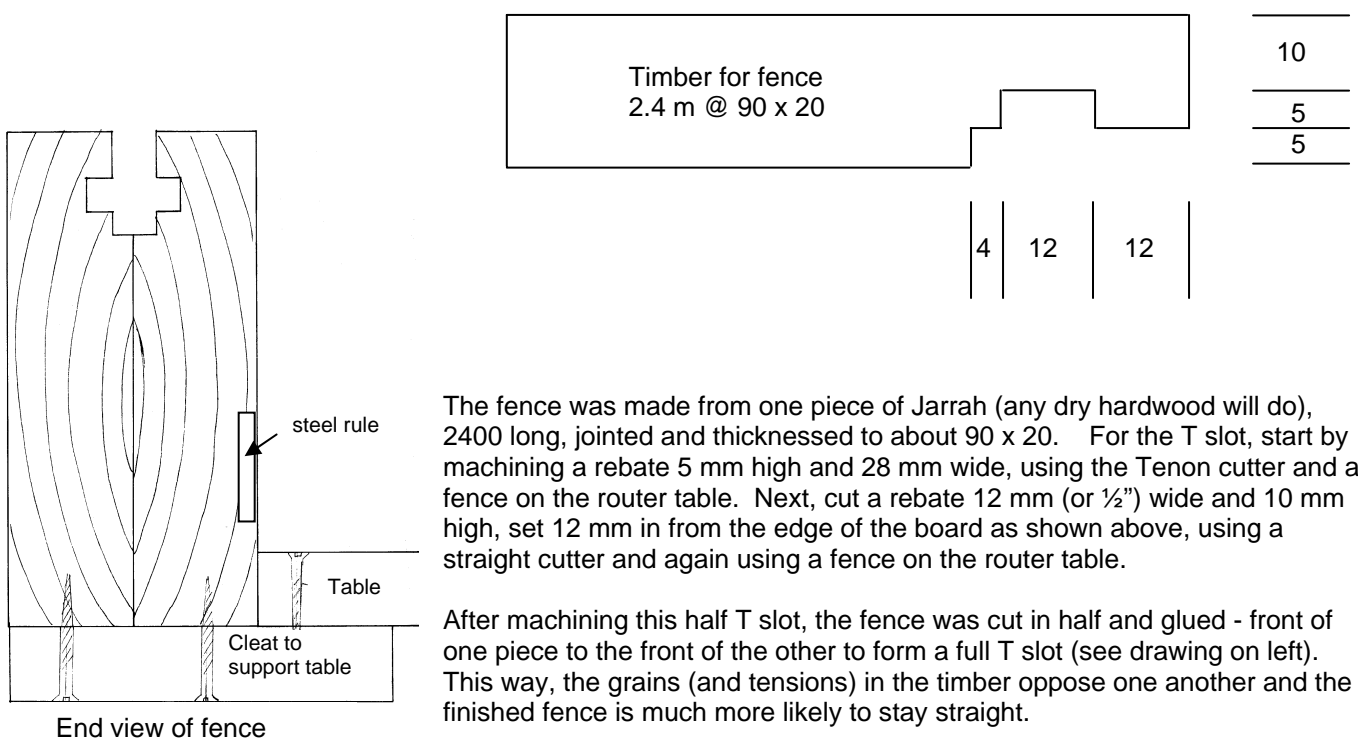 Timber for fence
2.4 m @ 90 x 20
10
5
5
4 12 12
steel rule
Table
Cleat to
support table
End view of fence
The fence was made from one piece of Jarrah (any dry hardwood will do),
2400 long, jointed and thicknessed to about 90 x 20. For the T slot, start by
machining a rebate 5 mm high and 28 mm wide, using the Tenon cutter and a
fence on the router table. Next, cut a rebate 12 mm (or ½”) wide and 10 mm
high, set 12 mm in from the edge of the board as shown above, using a
straight cutter and again using a fence on the router table.
After machining this half T slot, the fence was cut in half and glued - front of
one piece to the front of the other to form a full T slot (see drawing on left).
This way, the grains (and tensions) in the timber oppose one another and the
finished fence is much more likely to stay straight.